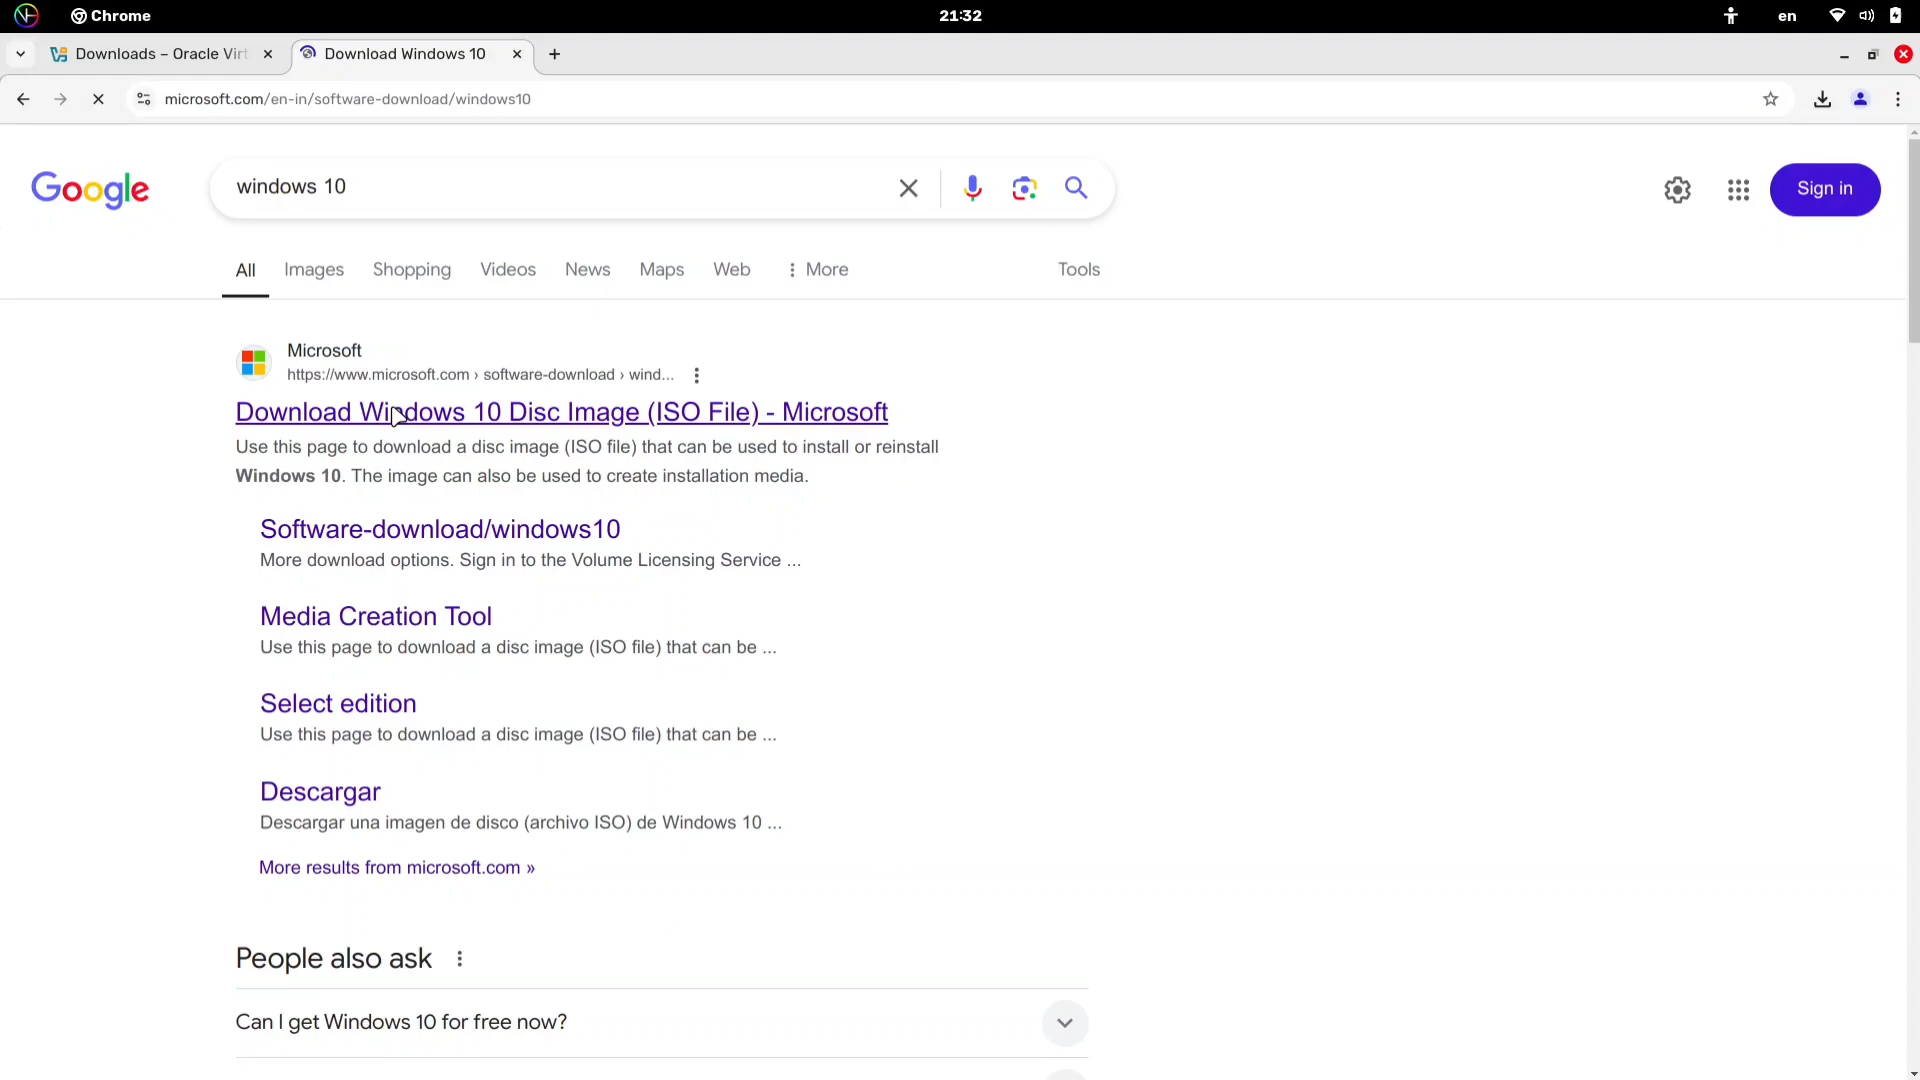 Chrome
21:32
en
Downloads – Oracle Virt
Download Windows 10
microsoft.com/en-in/software-download/windows10
Google
windows 10
Sign in
All
Images
Shopping
Videos
News
Maps
Web
More
Tools
Microsoft
https://www.microsoft.com › software-download › wind...
Download Windows 10 Disc Image (ISO File) - Microsoft
Use this page to download a disc image (ISO file) that can be used to install or reinstall
Windows 10. The image can also be used to create installation media.
Software-download/windows10
More download options. Sign in to the Volume Licensing Service ...
Media Creation Tool
Use this page to download a disc image (ISO file) that can be ...
Select edition
Use this page to download a disc image (ISO file) that can be ...
Descargar
Descargar una imagen de disco (archivo ISO) de Windows 10 ...
More results from microsoft.com »
People also ask
Can I get Windows 10 for free now?